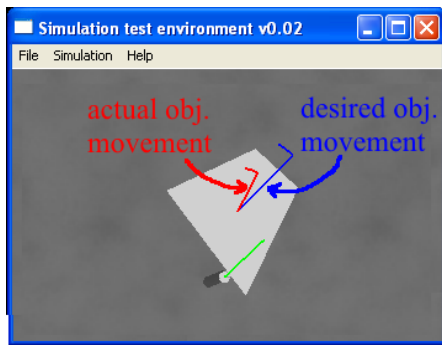 Simulation test environment v0.02
File Simulation Help
actual obj.
movement
desired obj.
movement